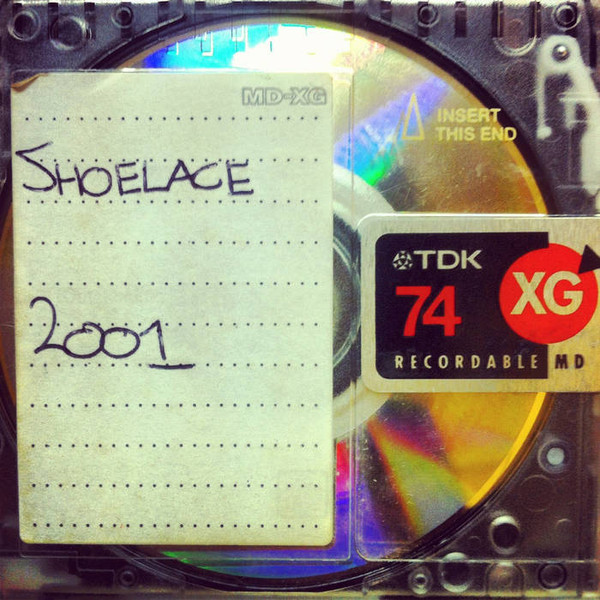 MD-XG
SHOELACE
2001
INSERT
THIS END
TDK
74
XG
RECORDABLE MD